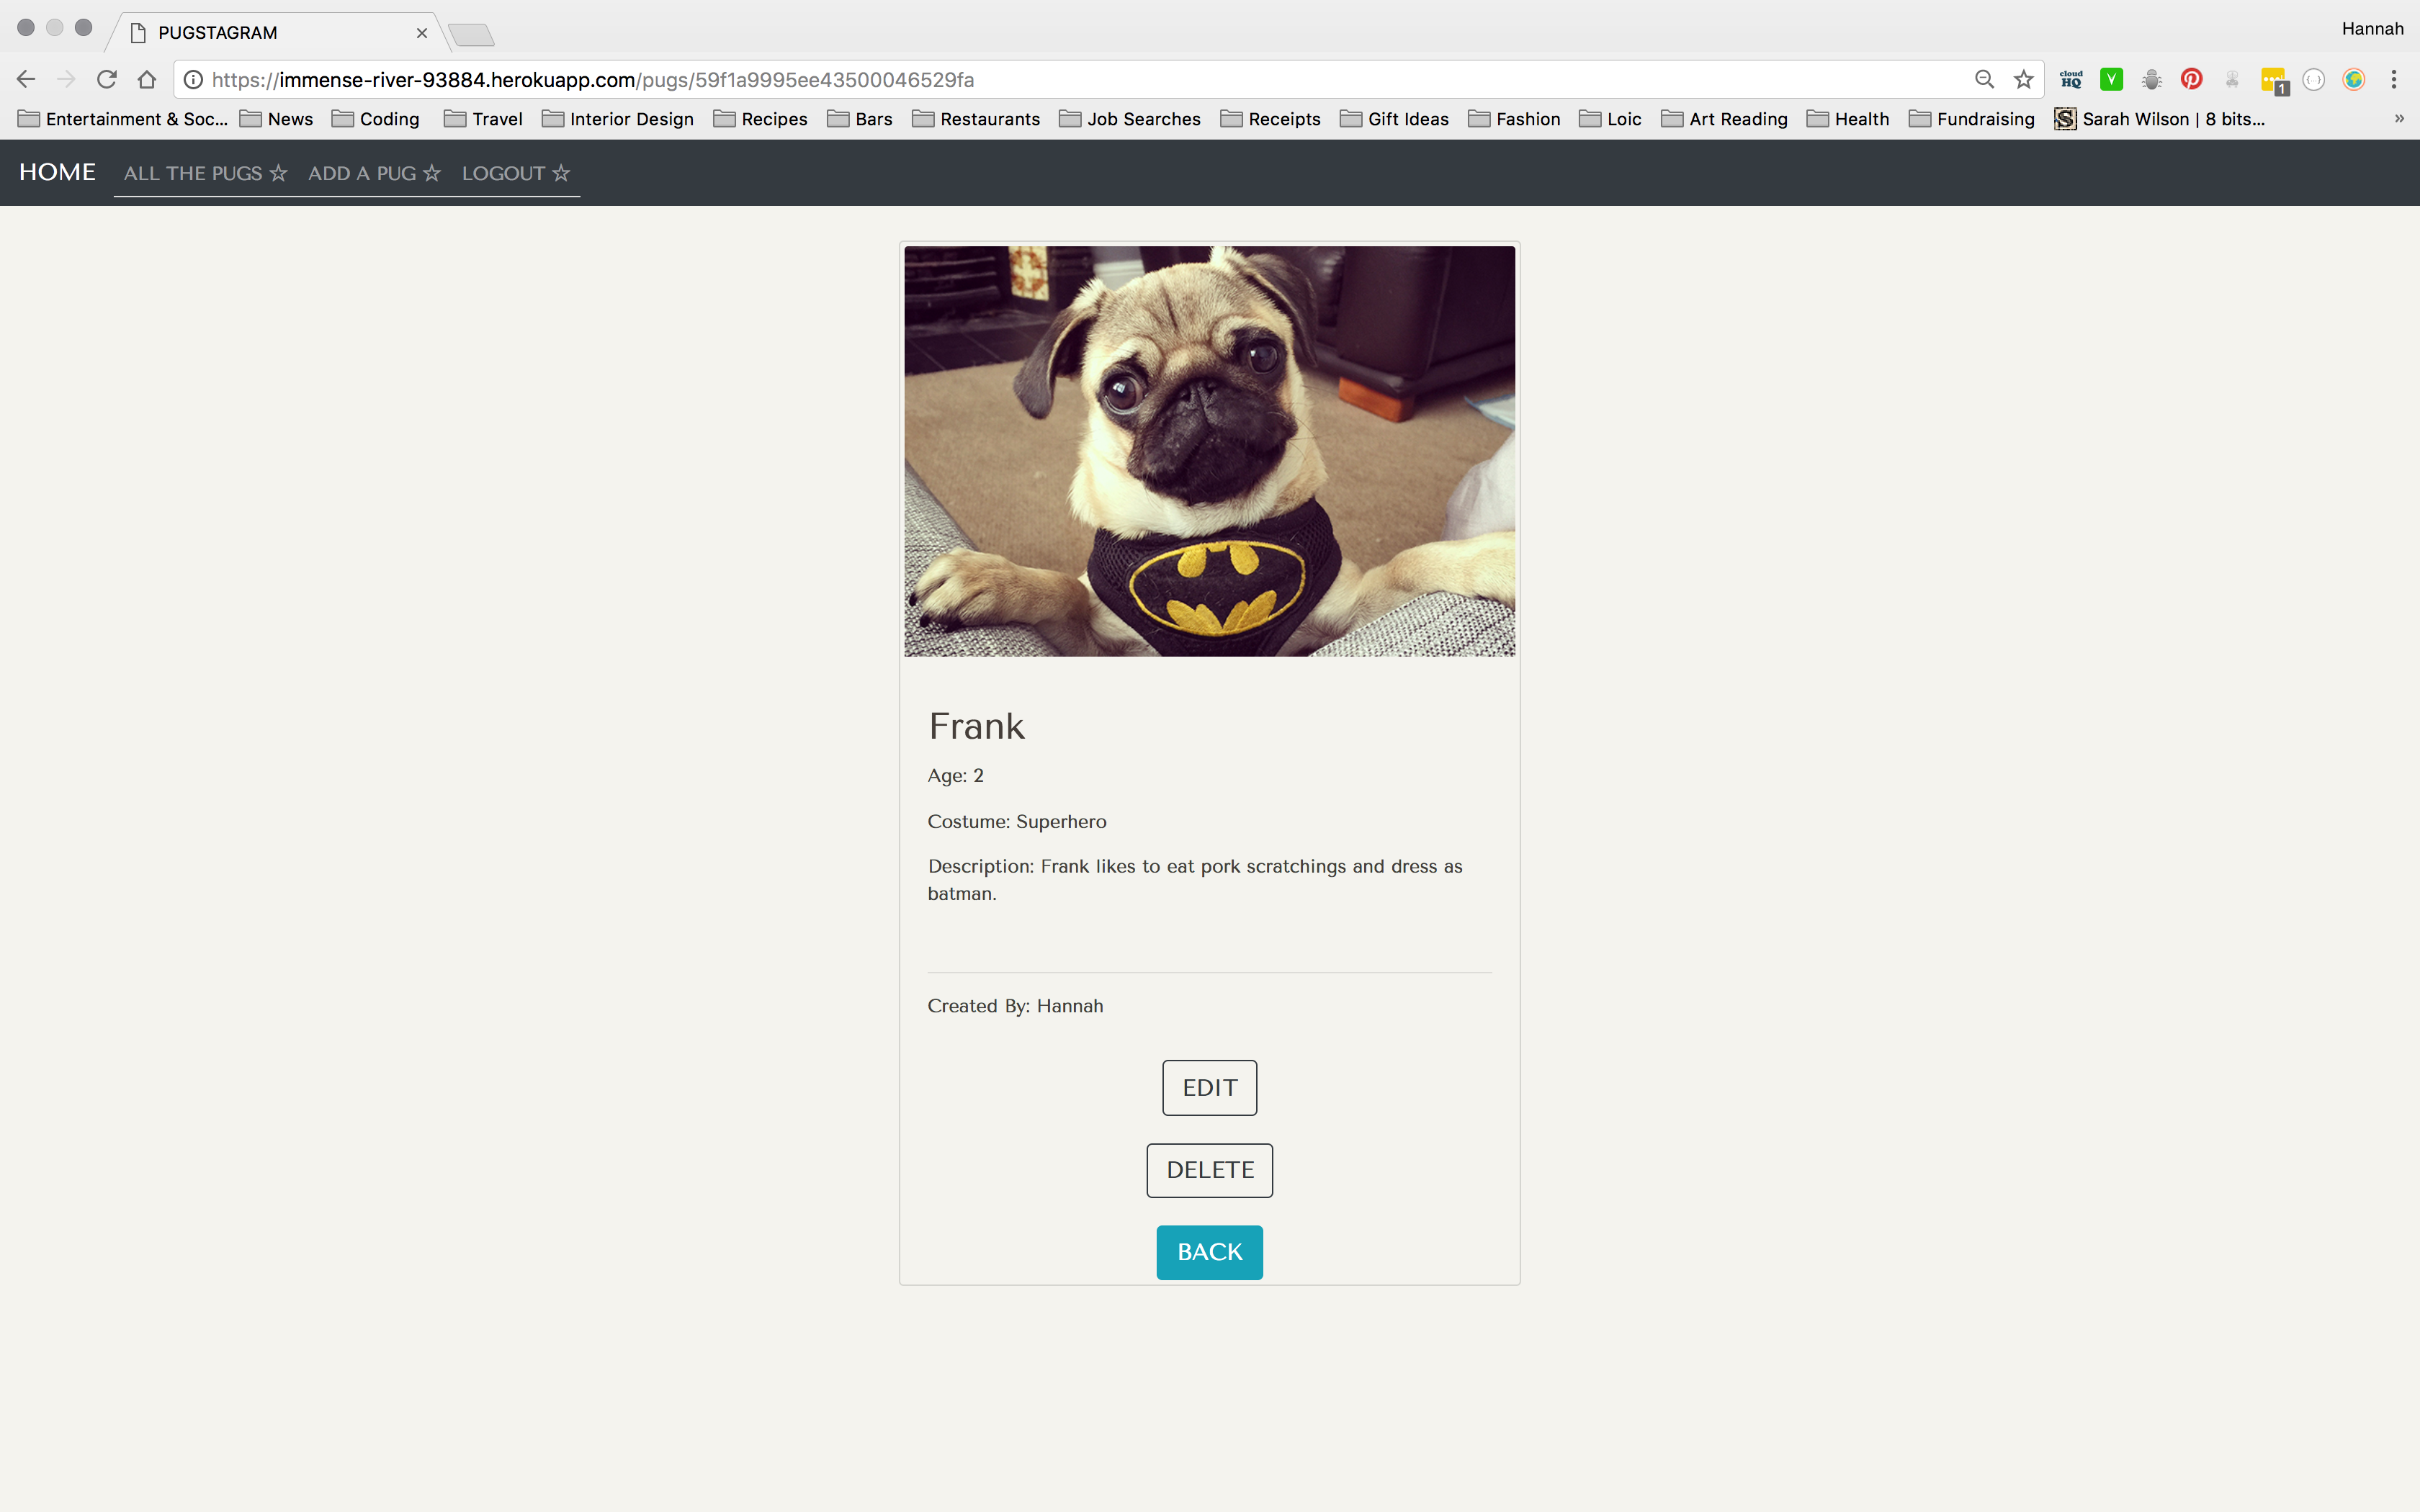 PUGSTAGRAM
Hannah
https://immense-river-93884.herokuapp.com/pugs/59f1a9995ee43500046529fa
cloud HQ
1
Entertainment & Soc... News Coding Travel Interior Design Recipes Bars Restaurants Job Searches Receipts Gift Ideas Fashion Loic Art Reading Health Fundraising Sarah Wilson | 8 bits... »
HOME ALL THE PUGS ☆ ADD A PUG ☆ LOGOUT ☆
Frank
Age: 2
Costume: Superhero
Description: Frank likes to eat pork scratchings and dress as
batman.
Created By: Hannah
EDIT
DELETE
BACK